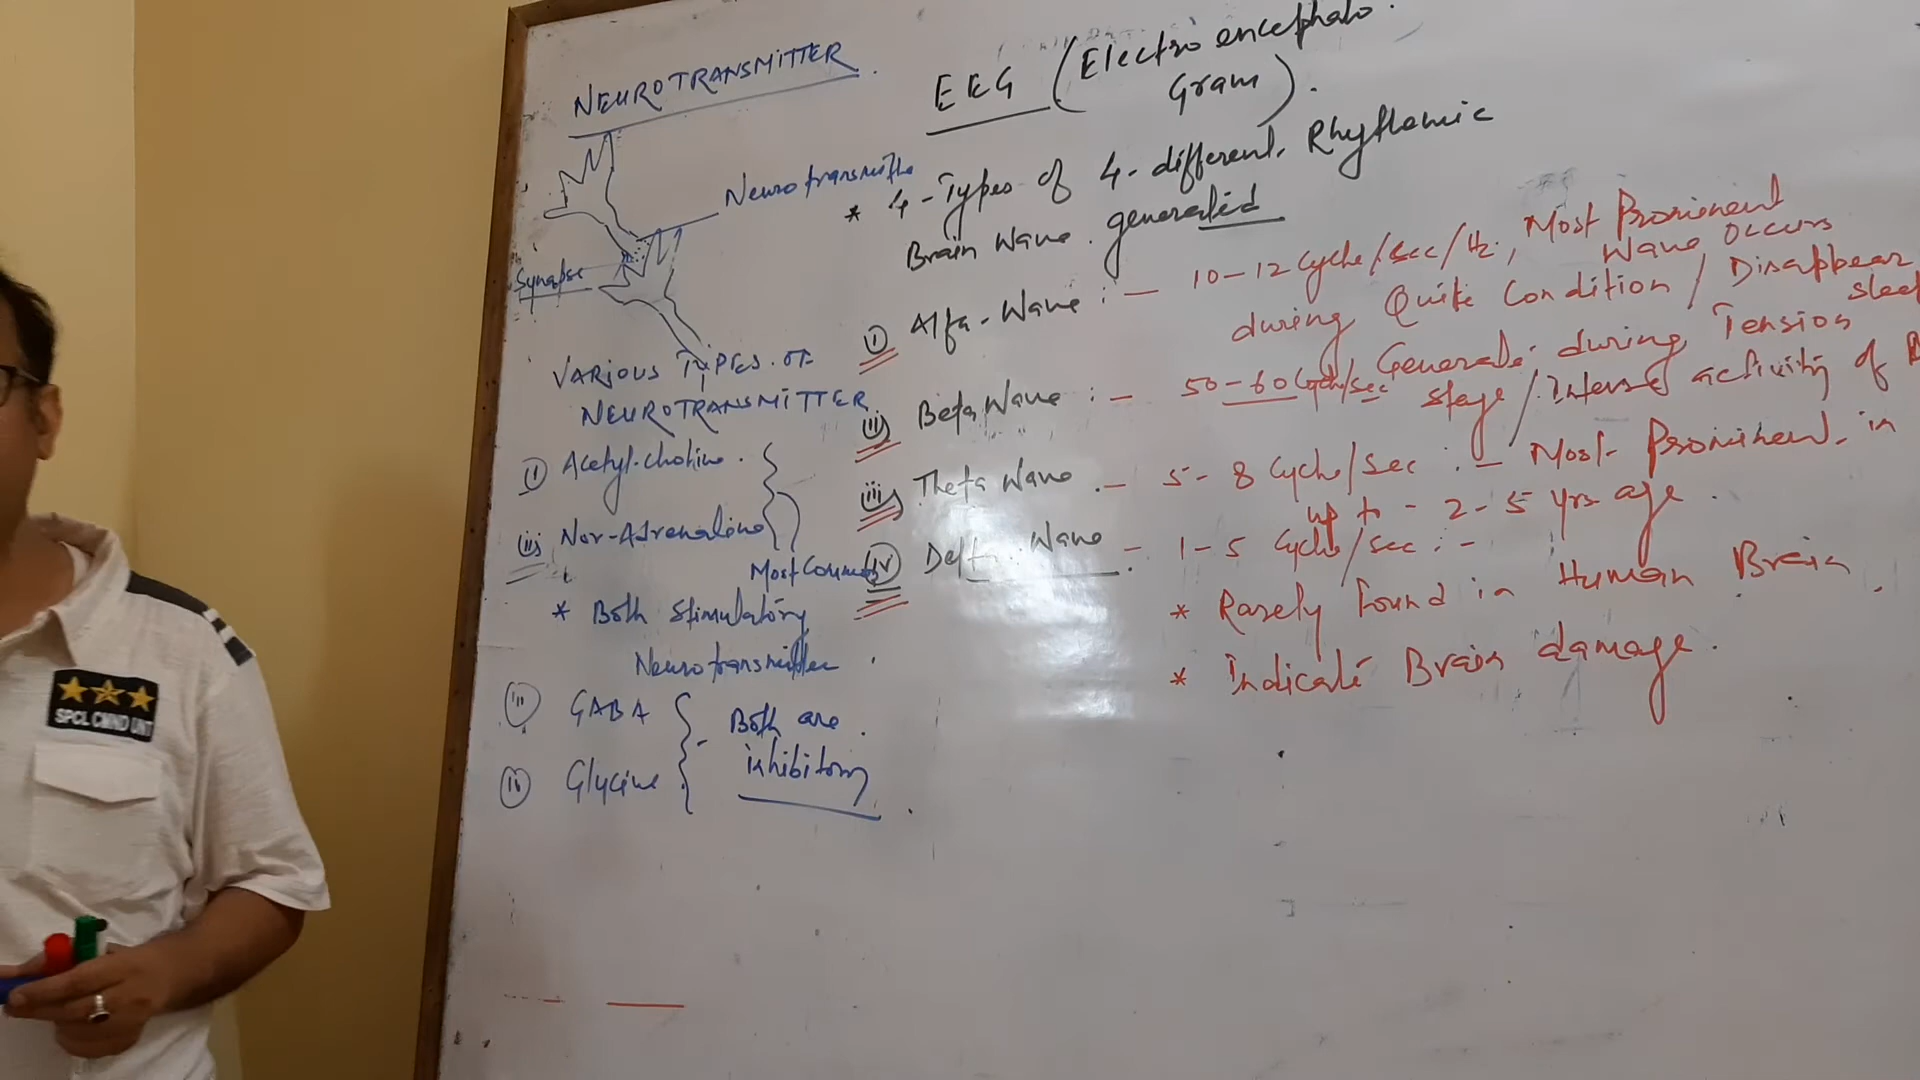 NEUROTRANSMITTER.
Neurotransmitte
Synapse
VARIOUS TYPES OF
NEUROTRANSMITTER
(i) Acetyl-choline.
(ii) Nor-Adrenaline
Most Common
* Both Stimulatory
Neurotransmitter.
(iii) GABA
(iv) Glycine
- Both are
inhibitory
EEG (Electro encephalo.
Gram).
* 4-Types of 4-different. Rhythmic
Brain Wave. generated
(i) Alfa-Wave :- 10-12 Cycle/Sec/Hz, Most Prominent
Wave occurs
during Quite Condition / Disappear
Sleep
(ii) Beta Wave :- 50-60 Cycle/Sec Generate during Tension
Stage / Intense activity of
(iii) Theta Wave .- 5-8 Cycle/Sec :- Most- Prominent. in
up to - 2-5 yrs age.
(iv) Delta Wave - 1-5 Cycle/Sec :-
* Rarely Found in Human Brain.
* Indicate Brain damage.
SPCL CMND UNT